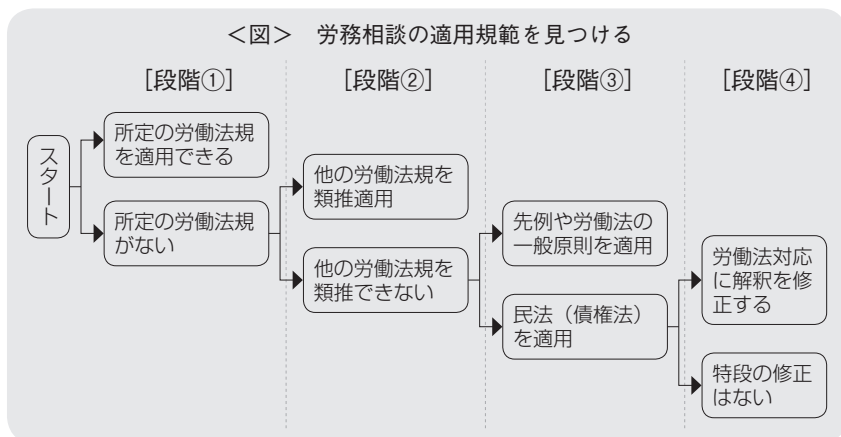 ＜図＞　労務相談の適用規範を見つける
［段階①］
［段階②］
［段階③］
［段階④］
スタート
所定の労働法規
を適用できる
所定の労働法規
がない
他の労働法規を
類推適用
他の労働法規を
類推できない
先例や労働法の
一般原則を適用
民法（債権法）
を適用
労働法対応
に解釈を修
正する
特段の修正
はない